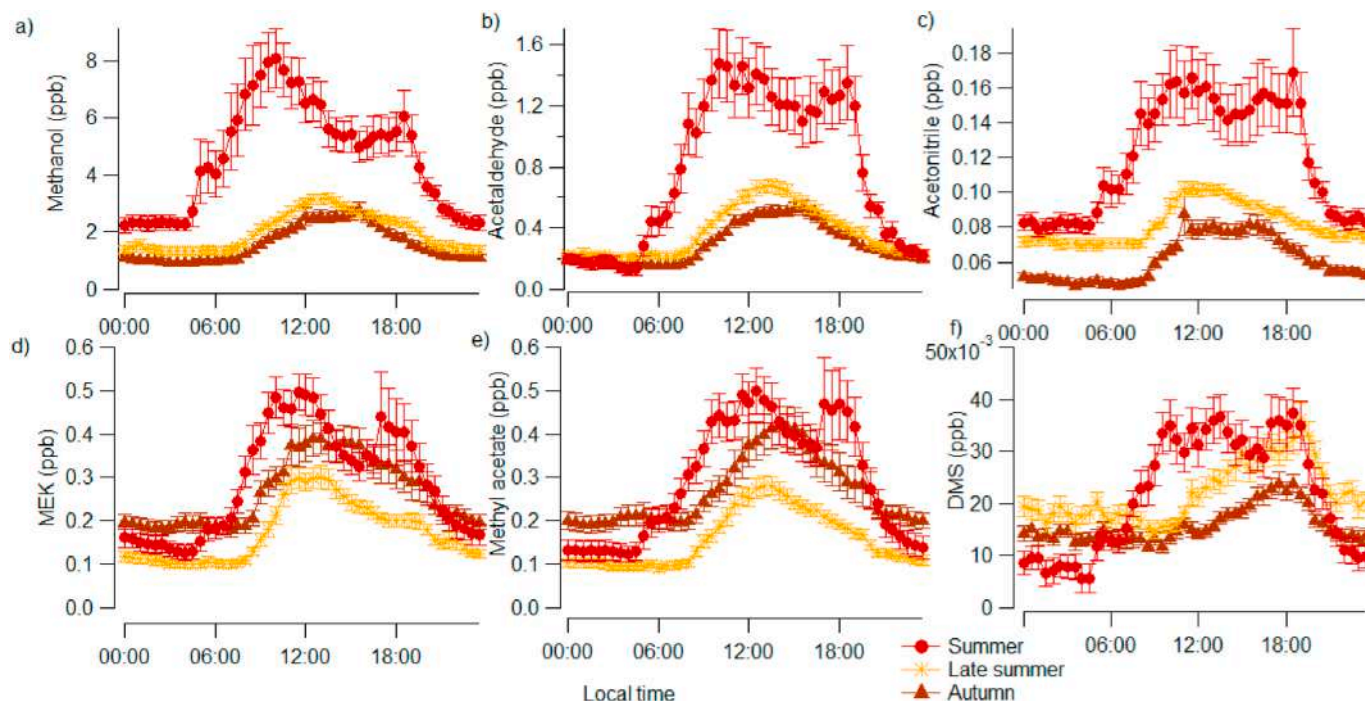 a)
Methanol (ppb)
8
6
4
2
0
00:00 06:00 12:00 18:00
b)
Acetaldehyde (ppb)
1.6
1.2
0.8
0.4
0.0
00:00 06:00 12:00 18:00
c)
Acetonitrile (ppb)
0.18
0.16
0.14
0.12
0.10
0.08
0.06
00:00 06:00 12:00 18:00
d)
MEK (ppb)
0.6
0.5
0.4
0.3
0.2
0.1
0.0
00:00 06:00 12:00 18:00
e)
Methyl acetate (ppb)
0.6
0.5
0.4
0.3
0.2
0.1
0.0
00:00 06:00 12:00 18:00
f)
DMS (ppb)
50x10⁻³
40
30
20
10
0
00:00 06:00 12:00 18:00
Local time
Summer
Late summer
Autumn